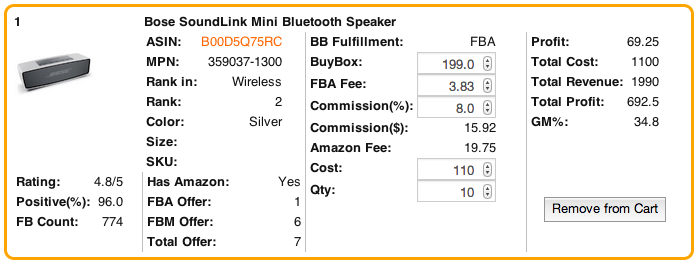 1 Bose SoundLink Mini Bluetooth Speaker
ASIN: B00D5Q75RC
MPN: 359037-1300
Rank in: Wireless
Rank: 2
Color: Silver
Size:
SKU:
Rating: 4.8/5
Positive(%): 96.0
FB Count: 774
Has Amazon: Yes
FBA Offer: 1
FBM Offer: 6
Total Offer: 7
BB Fulfillment: FBA
BuyBox: 199.0
FBA Fee: 3.83
Commission(%): 8.0
Commission($): 15.92
Amazon Fee: 19.75
Cost: 110
Qty: 10
Profit: 69.25
Total Cost: 1100
Total Revenue: 1990
Total Profit: 692.5
GM%: 34.8
Remove from Cart